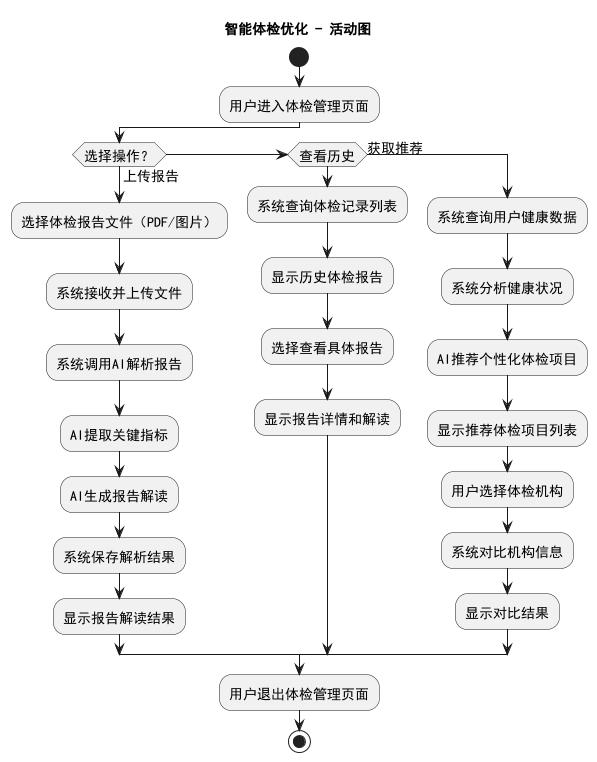 智能体检优化 - 活动图
用户进入体检管理页面
选择操作？
上传报告
选择体检报告文件（PDF/图片）
系统接收并上传文件
系统调用AI解析报告
AI提取关键指标
AI生成报告解读
系统保存解析结果
显示报告解读结果
查看历史
系统查询体检记录列表
显示历史体检报告
选择查看具体报告
显示报告详情和解读
获取推荐
系统查询用户健康数据
系统分析健康状况
AI推荐个性化体检项目
显示推荐体检项目列表
用户选择体检机构
系统对比机构信息
显示对比结果
用户退出体检管理页面